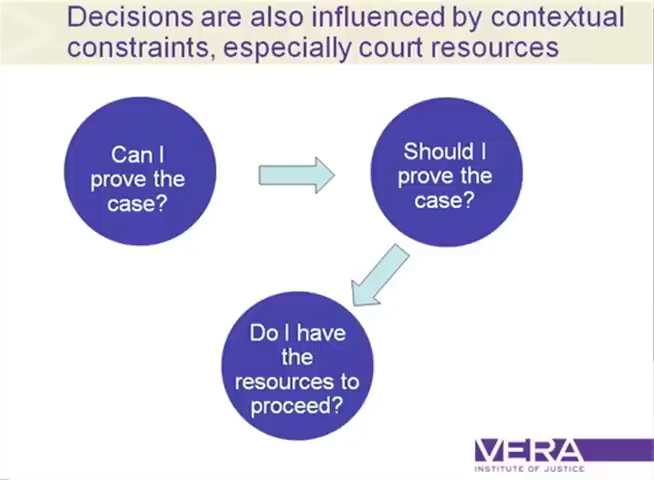 Decisions are also influenced by contextual
constraints, especially court resources
Can I
prove the
case?
Should I
prove the
case?
Do I have
the
resources to
proceed?
VERA
INSTITUTE OF JUSTICE